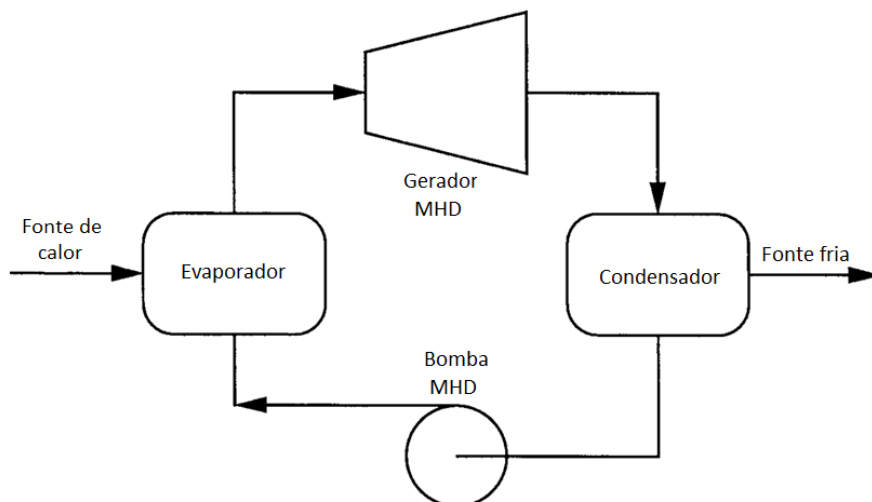 Gerador
MHD
Fonte de
calor
Evaporador
Condensador
Fonte fria
Bomba
MHD